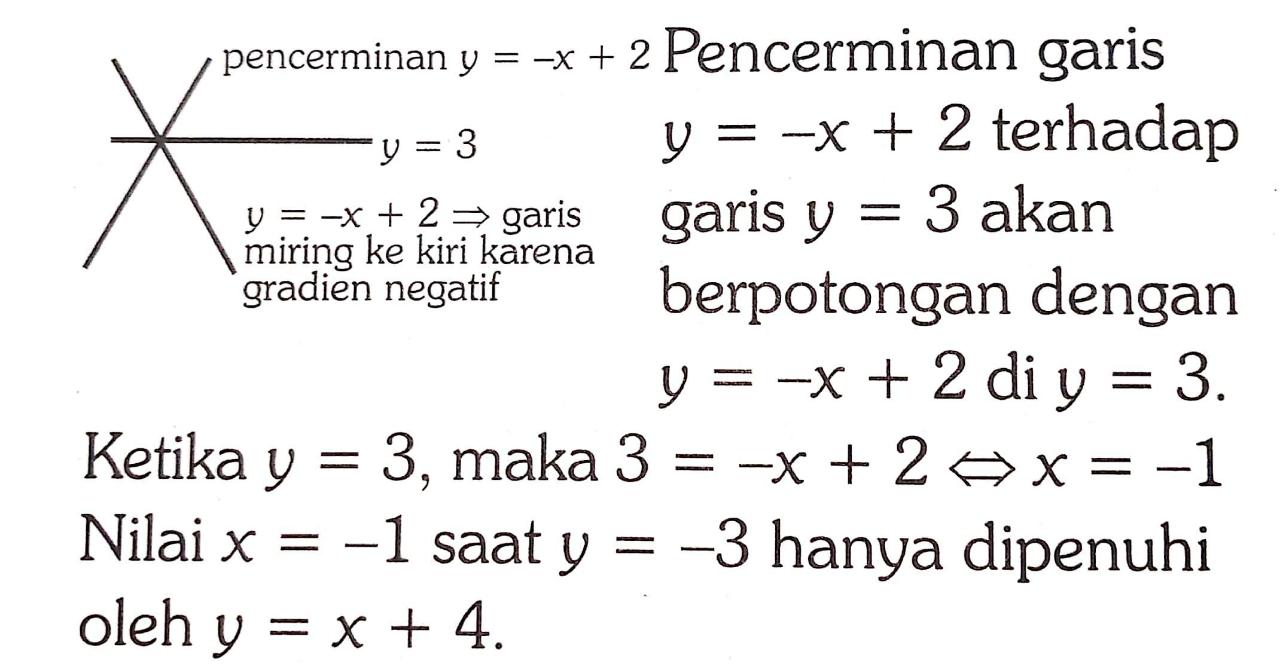 pencerminan y = –x + 2
y = 3
y = –x + 2 ⇒ garis
miring ke kiri karena
gradien negatif
Pencerminan garis
y = –x + 2 terhadap
garis y = 3 akan
berpotongan dengan
y = –x + 2 di y = 3.
Ketika y = 3, maka 3 = –x + 2 ⇔ x = –1
Nilai x = –1 saat y = –3 hanya dipenuhi
oleh y = x + 4.